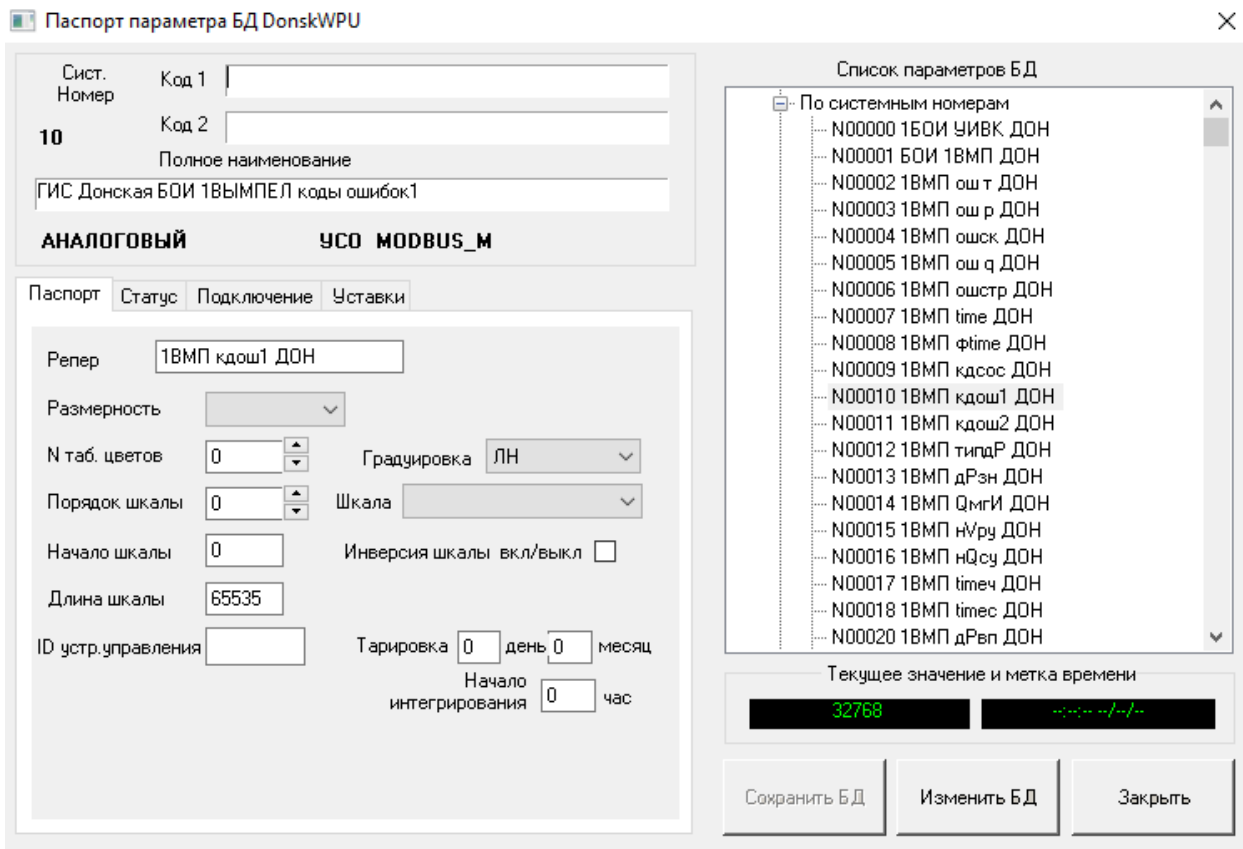 Паспорт параметра БД DonskWPU
Сист. Номер
10
Код 1
Код 2
Полное наименование
ГИС Донская БОИ 1ВЫМПЕЛ коды ошибок1
АНАЛОГОВЫЙ УСО MODBUS_M
Паспорт Статус Подключение Уставки
Репер 1ВМП кдош1 ДОН
Размерность
N таб. цветов 0 Градуировка ЛН
Порядок шкалы 0 Шкала
Начало шкалы 0 Инверсия шкалы вкл/выкл
Длина шкалы 65535
ID устр.управления Тарировка 0 день 0 месяц
Начало интегрирования 0 час
Список параметров БД
По системным номерам
N00000 1БОИ УИВК ДОН
N00001 БОИ 1ВМП ДОН
N00002 1ВМП ош т ДОН
N00003 1ВМП ош р ДОН
N00004 1ВМП ошск ДОН
N00005 1ВМП ош q ДОН
N00006 1ВМП ошстр ДОН
N00007 1ВМП time ДОН
N00008 1ВМП фtime ДОН
N00009 1ВМП кдсос ДОН
N00010 1ВМП кдош1 ДОН
N00011 1ВМП кдош2 ДОН
N00012 1ВМП типдР ДОН
N00013 1ВМП дРзн ДОН
N00014 1ВМП QмгИ ДОН
N00015 1ВМП нVру ДОН
N00016 1ВМП нQсу ДОН
N00017 1ВМП timeч ДОН
N00018 1ВМП timeс ДОН
N00020 1ВМП дРвп ДОН
Текущее значение и метка времени
32768 --:--:-- --/--/--
Сохранить БД Изменить БД Закрыть